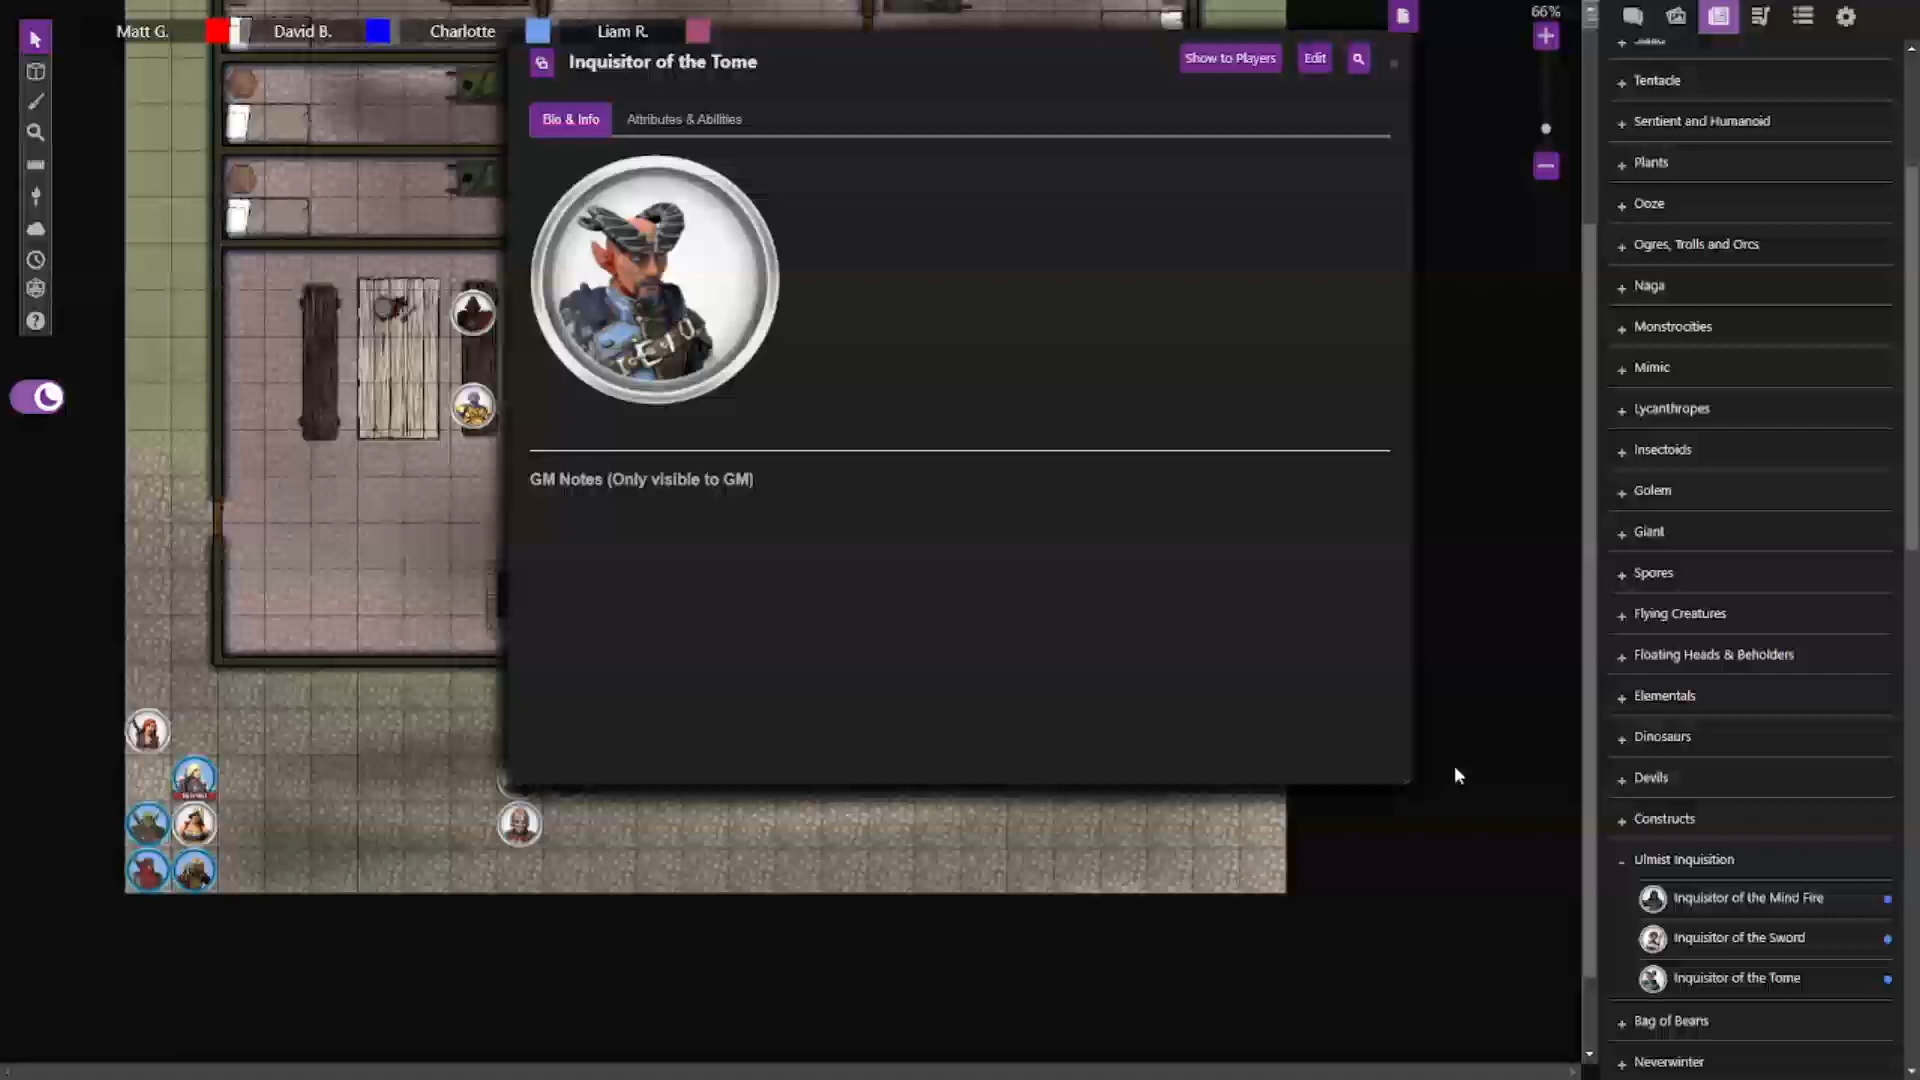 Matt G.
David B.
Charlotte
Liam R.
66%
Inquisitor of the Tome
Show to Players
Edit
Bio & Info
Attributes & Abilities
GM Notes (Only visible to GM)
Tentacle
Sentient and Humanoid
Plants
Ooze
Ogres, Trolls and Orcs
Naga
Monstrocities
Mimic
Lycanthropes
Insectoids
Golem
Giant
Spores
Flying Creatures
Floating Heads & Beholders
Elementals
Dinosaurs
Devils
Constructs
Ulmist Inquisition
Inquisitor of the Mind Fire
Inquisitor of the Sword
Inquisitor of the Tome
Bag of Beans
Neverwinter